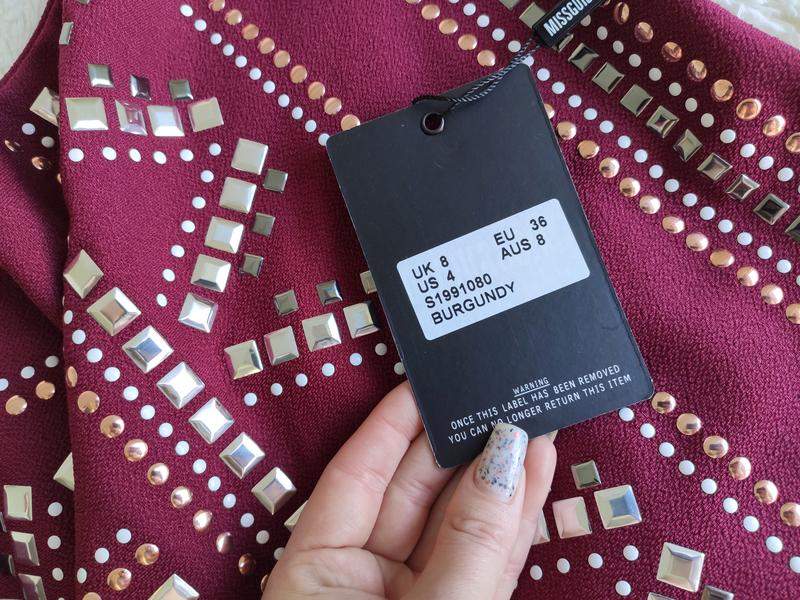 MISSGUI
UK 8 EU 36
US 4 AUS 8
S1991080
BURGUNDY
WARNING
ONCE THIS LABEL HAS BEEN REMOVED
YOU CAN NO LONGER RETURN THIS ITEM